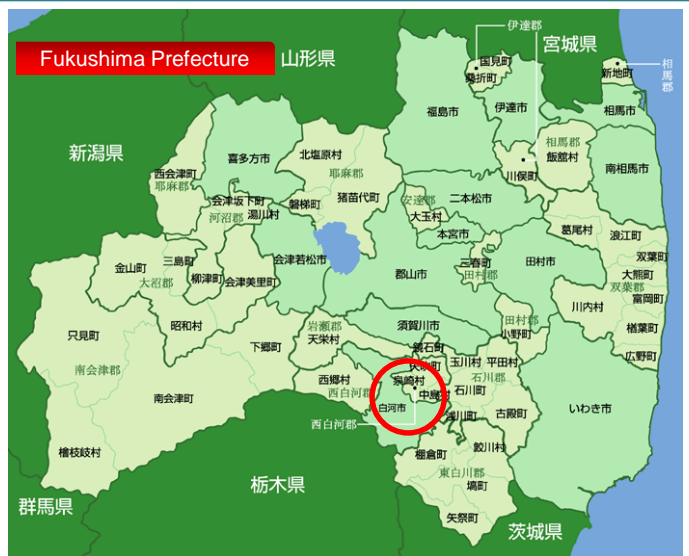 Fukushima Prefecture
山形県
伊達郡
宮城県
国見町
桑折町
新地町
相馬郡
福島市
伊達市
相馬市
新潟県
喜多方市
北塩原村
耶麻郡
相馬郡
飯舘村
南相馬市
西会津町
耶麻郡
川俣町
会津坂下町
河沼郡
湯川村
磐梯町
猪苗代町
安達郡
大玉村
二本松市
本宮市
葛尾村
浪江町
双葉町
金山町
三島町
大沼郡
柳津町
会津美里町
会津若松市
郡山市
三春町
田村郡
田村市
大熊町
双葉郡
富岡町
川内村
楢葉町
広野町
只見町
昭和村
下郷町
岩瀬郡
天栄村
須賀川市
鏡石町
田村郡
小野町
矢吹町
玉川村
平田村
石川郡
石川町
南会津郡
南会津町
西郷村
西白河郡
泉崎村
中島村
白河市
浅川町
古殿町
いわき市
西白河郡
檜枝岐村
棚倉町
鮫川村
東白川郡
塙町
矢祭町
群馬県
栃木県
茨城県